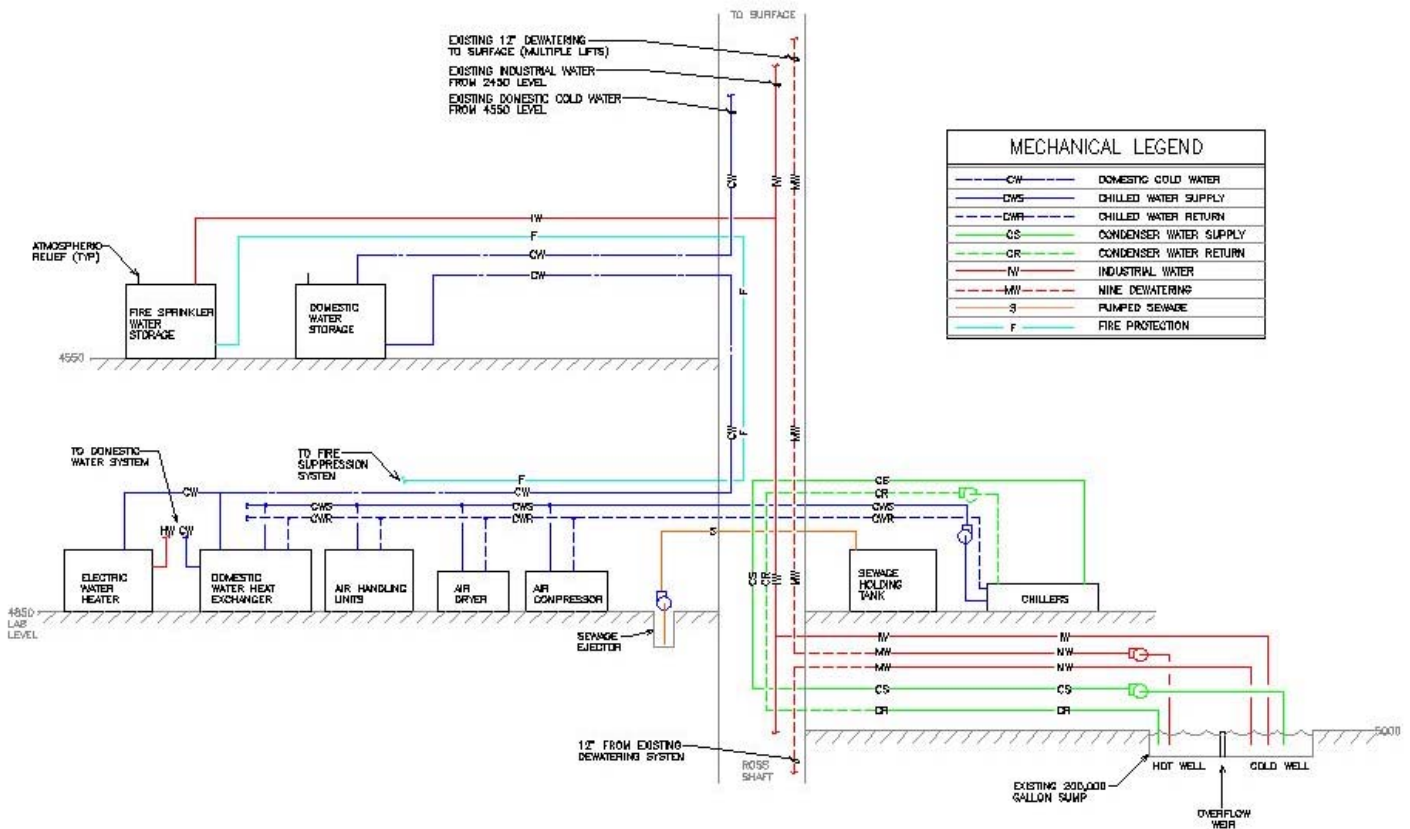 TO SURFACE
EXISTING 12" DEWATERING
TO SURFACE (MULTIPLE LIFTS)
EXISTING INDUSTRIAL WATER
FROM 2450 LEVEL
EXISTING DOMESTIC COLD WATER
FROM 4550 LEVEL
MECHANICAL LEGEND
CW DOMESTIC COLD WATER
CWS CHILLED WATER SUPPLY
CWR CHILLED WATER RETURN
CS CONDENSER WATER SUPPLY
CR CONDENSER WATER RETURN
IW INDUSTRIAL WATER
MW MINE DEWATERING
S PUMPED SEWAGE
F FIRE PROTECTION
CW
IW
MW
IW
F
CW
CW
F
ATMOSPHERIC
RELIEF (TYP)
FIRE SPRINKLER
WATER
STORAGE
DOMESTIC
WATER
STORAGE
4550
CW
F
MW
TO DOMESTIC
WATER SYSTEM
TO FIRE
SUPPRESSION
SYSTEM
F
CW
CW
CWS
CWS
CWR
CWR
CS
CR
CWS
CWR
HW CW
S
CS
CR
IW
MW
ELECTRIC
WATER
HEATER
DOMESTIC
WATER HEAT
EXCHANGER
AIR HANDLING
UNITS
AIR
DRYER
AIR
COMPRESSOR
SEWAGE
HOLDING
TANK
CHILLERS
4850
LAB
LEVEL
SEWAGE
EJECTOR
IW
IW
MW
MW
MW
MW
CS
CS
CR
CR
12" FROM EXISTING
DEWATERING SYSTEM
ROSS
SHAFT
5000
HOT WELL
COLD WELL
EXISTING 200,000
GALLON SUMP
OVERFLOW
WEIR